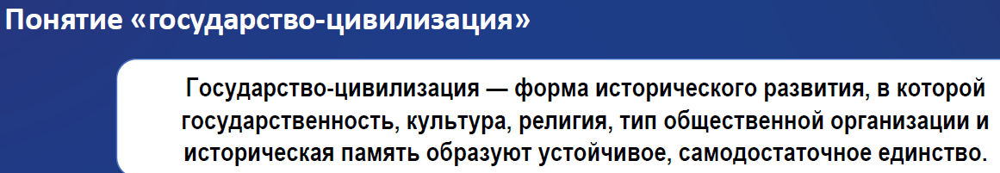 Понятие «государство-цивилизация»
Государство-цивилизация — форма исторического развития, в которой
государственность, культура, религия, тип общественной организации и
историческая память образуют устойчивое, самодостаточное единство.